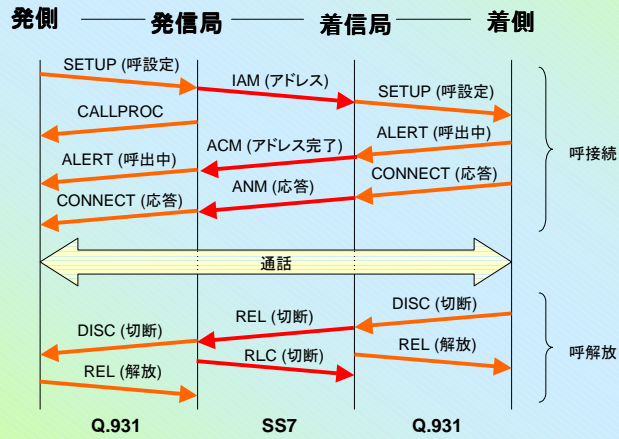 発側 発信局 着信局 着側
SETUP (呼設定)
IAM (アドレス)
SETUP (呼設定)
CALLPROC
ALERT (呼出中)
ACM (アドレス完了)
ALERT (呼出中)
呼接続
CONNECT (応答)
ANM (応答)
CONNECT (応答)
通話
DISC (切断)
REL (切断)
DISC (切断)
呼解放
RLC (切断)
REL (解放)
REL (解放)
Q.931 SS7 Q.931